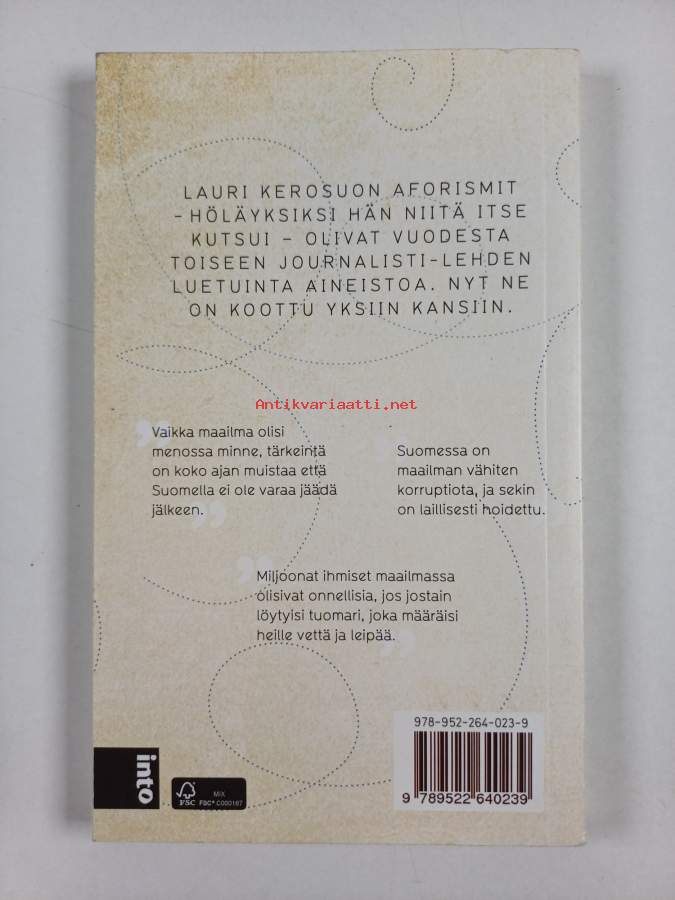 LAURI KEROSUON AFORISMIT
– HÖLÄYKSIKSI HÄN NIITÄ ITSE
KUTSUI – OLIVAT VUODESTA
TOISEEN JOURNALISTI-LEHDEN
LUETUINTA AINEISTOA. NYT NE
ON KOOTTU YKSIIN KANSIIN.
Antikvariaatti.net
Vaikka maailma olisi
menossa minne, tärkeintä
on koko ajan muistaa että
Suomella ei ole varaa jäädä
jälkeen.
Suomessa on
maailman vähiten
korruptiota, ja sekin
on laillisesti hoidettu.
Miljoonat ihmiset maailmassa
olisivat onnellisia, jos jostain
löytyisi tuomari, joka määräisi
heille vettä ja leipää.
978-952-264-023-9
9 789522 640239
into
FSC
MIX
FSC® C000187